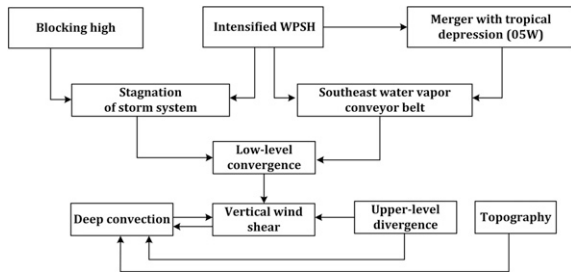 Blocking high
Intensified WPSH
Merger with tropical
depression (05W)
Stagnation
of storm system
Southeast water vapor
conveyor belt
Low-level
convergence
Deep convection
Vertical wind
shear
Upper-level
divergence
Topography